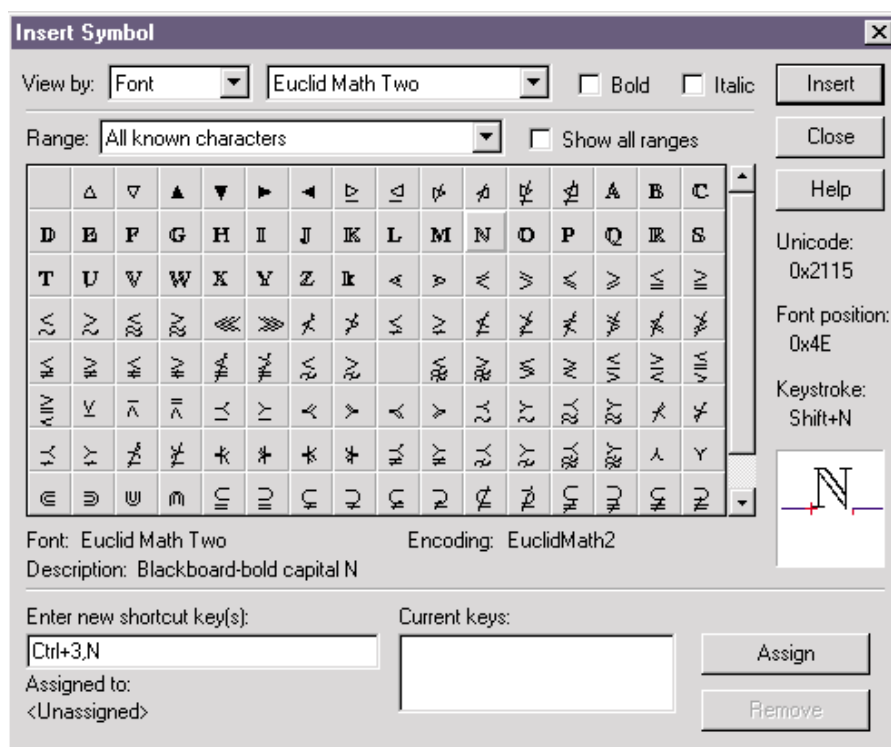 Insert Symbol
View by: Font Euclid Math Two Bold Italic Insert
Range: All known characters Show all ranges Close
Help
𝔸 𝔹 ℂ
𝔻 𝔼 𝔽 𝔾 ℍ 𝕀 𝕁 𝕂 𝕃 𝕄 ℕ 𝕆 ℙ ℚ ℝ 𝕊
𝕋 𝕌 𝕍 𝕎 𝕏 𝕐 ℤ 𝕜
Unicode:
0x2115
Font position:
0x4E
Keystroke:
Shift+N
ℕ
Font: Euclid Math Two Encoding: EuclidMath2
Description: Blackboard-bold capital N
Enter new shortcut key(s): Current keys:
Ctrl+3,N
Assign
Assigned to:
<Unassigned>
Remove